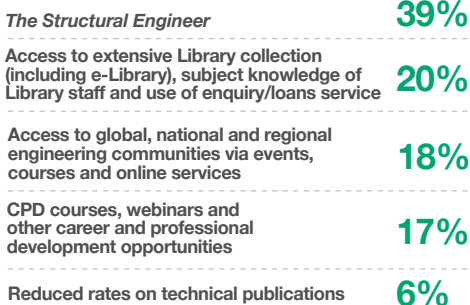 The Structural Engineer 39%
Access to extensive Library collection
(including e-Library), subject knowledge of
Library staff and use of enquiry/loans service 20%
Access to global, national and regional
engineering communities via events,
courses and online services 18%
CPD courses, webinars and
other career and professional
development opportunities 17%
Reduced rates on technical publications 6%